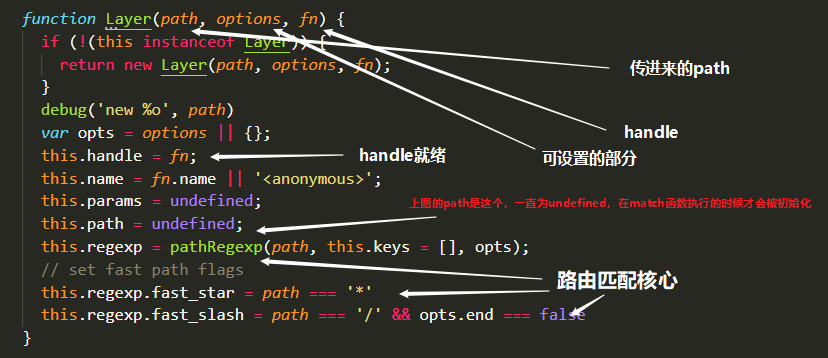 function Layer(path, options, fn) {
if (!(this instanceof Layer)) {
return new Layer(path, options, fn);
传进来的path
}
debug('new %o', path)
handle
var opts = options || {};
this.handle = fn;
handle就绪
可设置的部分
this.name = fn.name || '<anonymous>';
this.params = undefined;
上图的path是这个，一直为undefined，在match函数执行的时候才会被初始化
this.path = undefined;
this.regexp = pathRegexp(path, this.keys = [], opts);
// set fast path flags
路由匹配核心
this.regexp.fast_star = path === '*'
this.regexp.fast_slash = path === '/' && opts.end === false
}